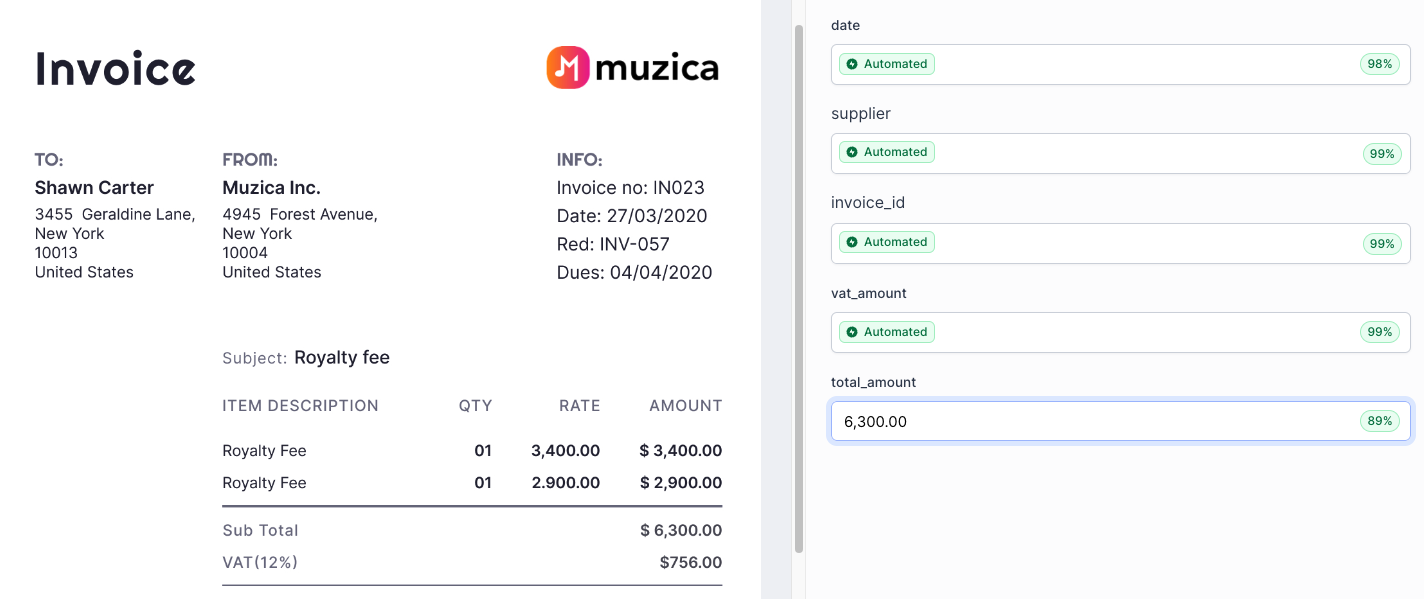 Invoice
muzica
TO:
Shawn Carter
3455 Geraldine Lane,
New York
10013
United States
FROM:
Muzica Inc.
4945 Forest Avenue,
New York
10004
United States
INFO:
Invoice no: IN023
Date: 27/03/2020
Red: INV-057
Dues: 04/04/2020
Subject: Royalty fee
ITEM DESCRIPTION QTY RATE AMOUNT
Royalty Fee 01 3,400.00 $ 3,400.00
Royalty Fee 01 2.900.00 $ 2,900.00
Sub Total $ 6,300.00
VAT(12%) $756.00
date
Automated 98%
supplier
Automated 99%
invoice_id
Automated 99%
vat_amount
Automated 99%
total_amount
6,300.00 89%